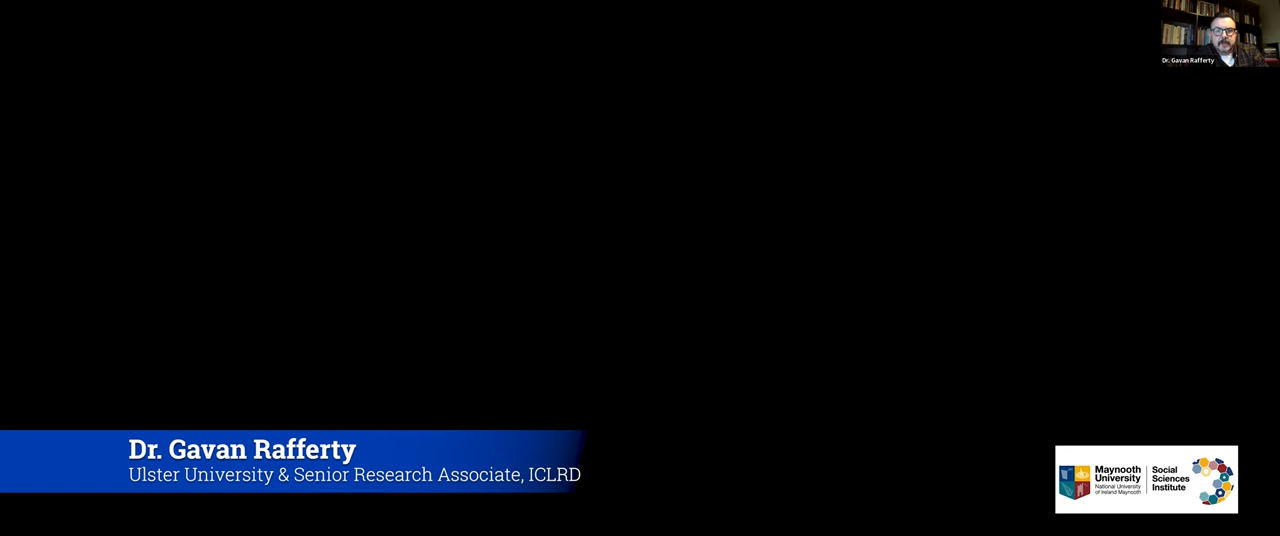 Dr. Gavan Rafferty
Dr. Gavan Rafferty
Ulster University & Senior Research Associate, ICLRD
Maynooth
University
National University
of Ireland Maynooth
Social
Sciences
Institute